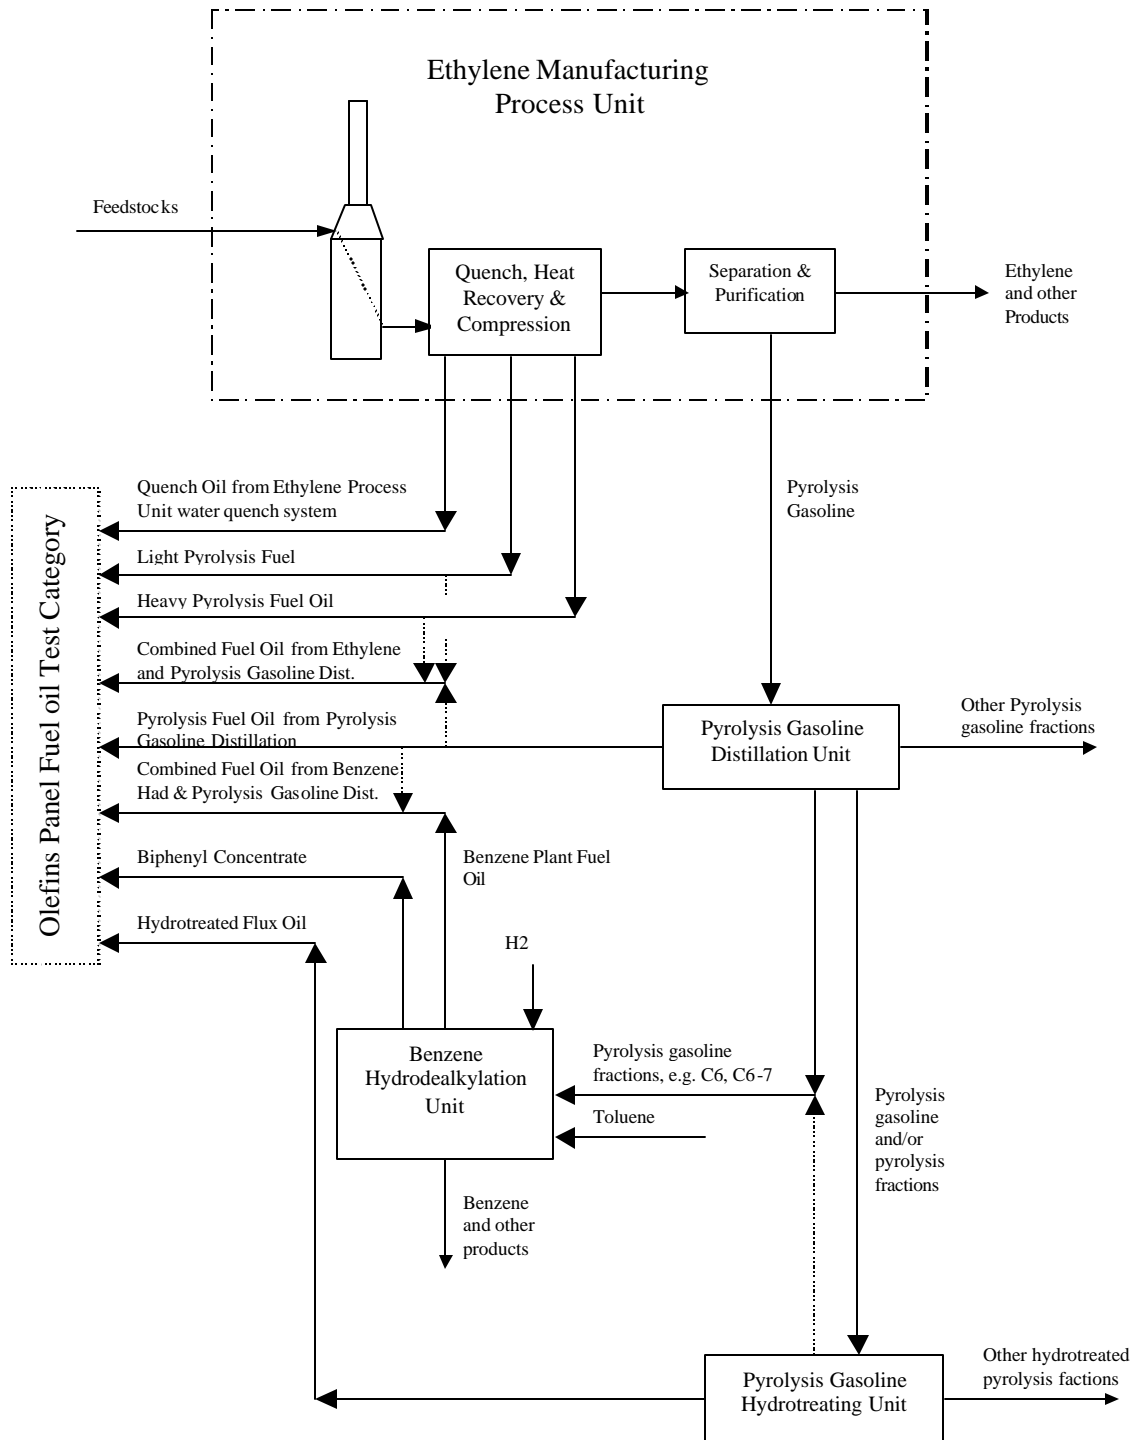 Ethylene Manufacturing
Process Unit
Feedstocks
Quench, Heat
Recovery &
Compression
Separation &
Purification
Ethylene
and other
Products
Quench Oil from Ethylene Process
Unit water quench system
Light Pyrolysis Fuel
Heavy Pyrolysis Fuel Oil
Combined Fuel Oil from Ethylene
and Pyrolysis Gasoline Dist.
Pyrolysis Fuel Oil from Pyrolysis
Gasoline Distillation
Combined Fuel Oil from Benzene
Had & Pyrolysis Gasoline Dist.
Biphenyl Concentrate
Hydrotreated Flux Oil
Olefins Panel Fuel oil Test Category
Pyrolysis
Gasoline
Pyrolysis Gasoline
Distillation Unit
Other Pyrolysis
gasoline fractions
Benzene Plant Fuel
Oil
H2
Benzene
Hydrodealkylation
Unit
Pyrolysis gasoline
fractions, e.g. C6, C6-7
Toluene
Pyrolysis
gasoline
and/or
pyrolysis
fractions
Benzene
and other
products
Pyrolysis Gasoline
Hydrotreating Unit
Other hydrotreated
pyrolysis factions